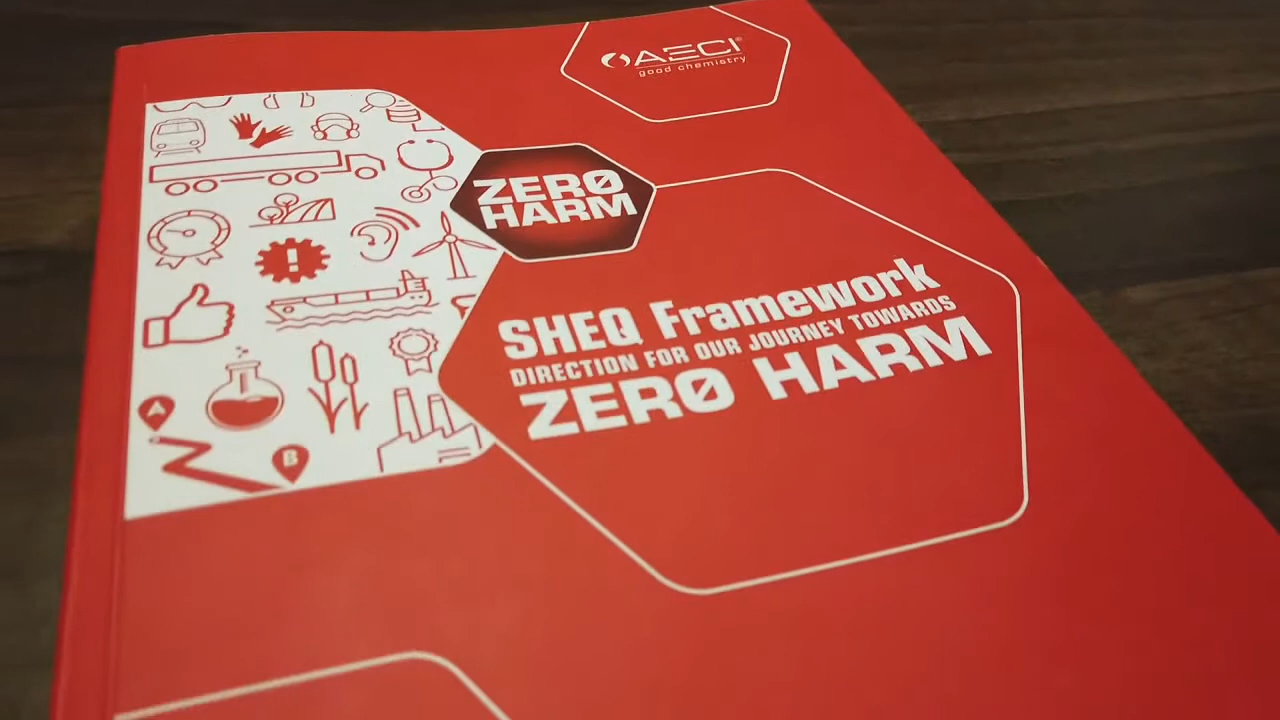 AECI®
good chemistry
ZERØ
HARM
SHEQ Framework
DIRECTION FOR OUR JOURNEY TOWARDS
ZERØ HARM
!
A
B